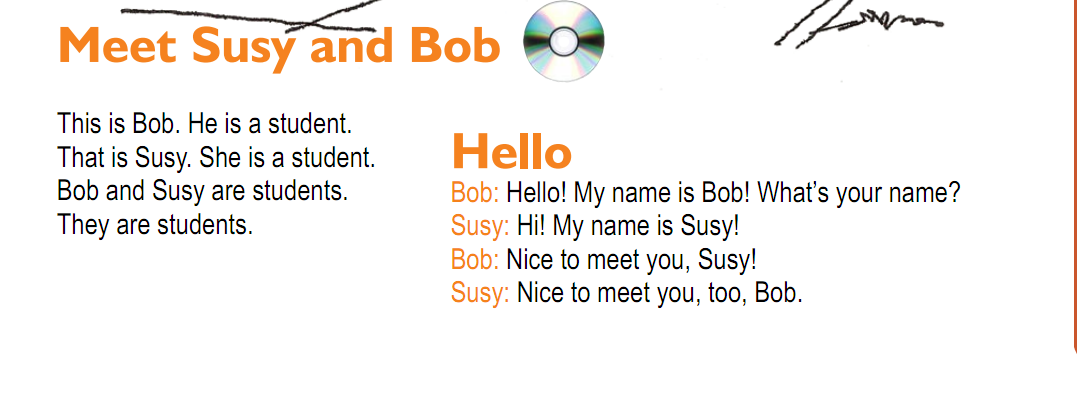 Meet Susy and Bob
This is Bob. He is a student.
That is Susy. She is a student.
Bob and Susy are students.
They are students.
Hello
Bob: Hello! My name is Bob! What’s your name?
Susy: Hi! My name is Susy!
Bob: Nice to meet you, Susy!
Susy: Nice to meet you, too, Bob.